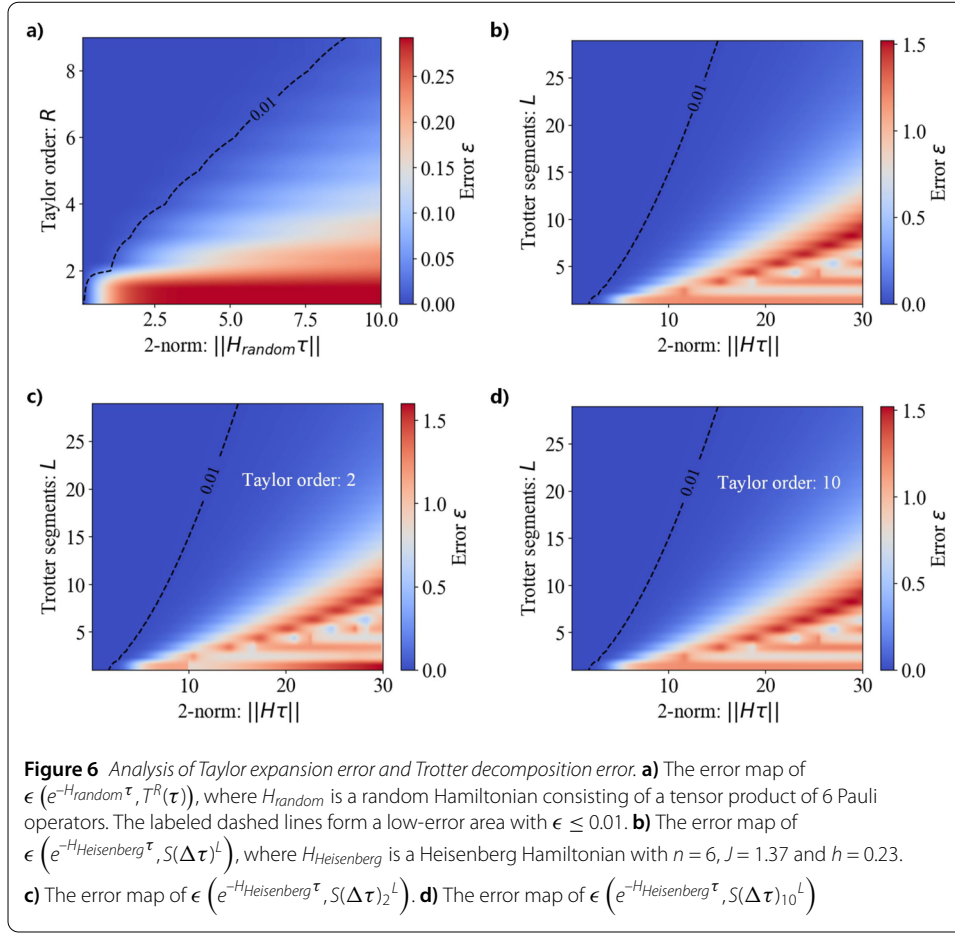 a)
Taylor order: R
8
6
4
2
2.5 5.0 7.5 10.0
2-norm: ||H_random τ||
0.01
0.25
0.20
0.15
0.10
0.05
0.00
Error ε
b)
Trotter segments: L
25
20
15
10
5
10 20 30
2-norm: ||Hτ||
0.01
1.5
1.0
0.5
0.0
Error ε
c)
Trotter segments: L
25
20
15
10
5
10 20 30
2-norm: ||Hτ||
0.01
Taylor order: 2
1.5
1.0
0.5
0.0
Error ε
d)
Trotter segments: L
25
20
15
10
5
10 20 30
2-norm: ||Hτ||
0.01
Taylor order: 10
1.5
1.0
0.5
0.0
Error ε
Figure 6 Analysis of Taylor expansion error and Trotter decomposition error. a) The error map of
ϵ (e^{−H_random τ}, T^R(τ)), where H_random is a random Hamiltonian consisting of a tensor product of 6 Pauli
operators. The labeled dashed lines form a low-error area with ϵ ≤ 0.01. b) The error map of
ϵ (e^{−H_Heisenberg τ}, S(Δτ)^L), where H_Heisenberg is a Heisenberg Hamiltonian with n = 6, J = 1.37 and h = 0.23.
c) The error map of ϵ (e^{−H_Heisenberg τ}, S(Δτ)_2^L). d) The error map of ϵ (e^{−H_Heisenberg τ}, S(Δτ)_10^L)